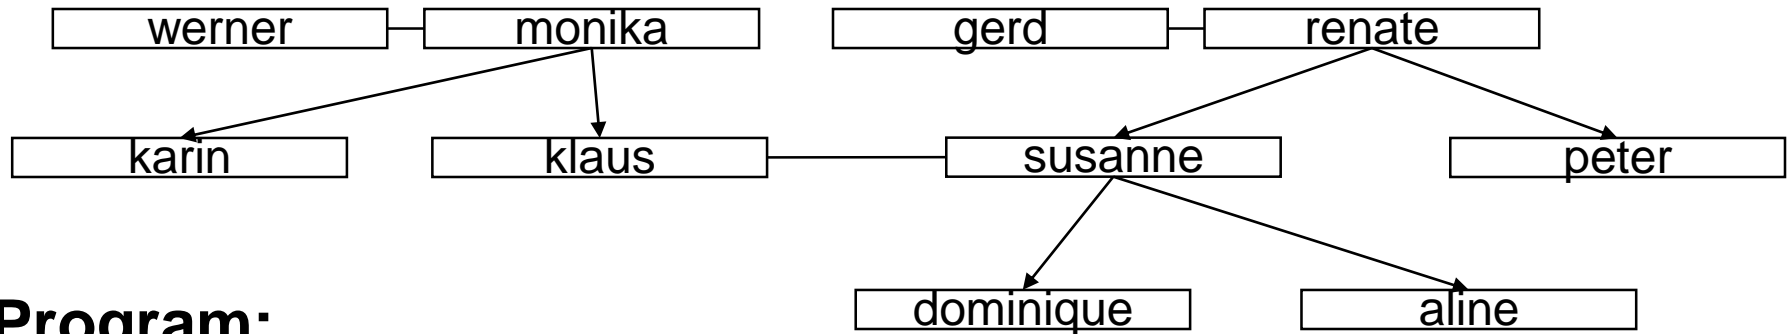 werner monika gerd renate
karin klaus susanne peter
dominique aline
Program: